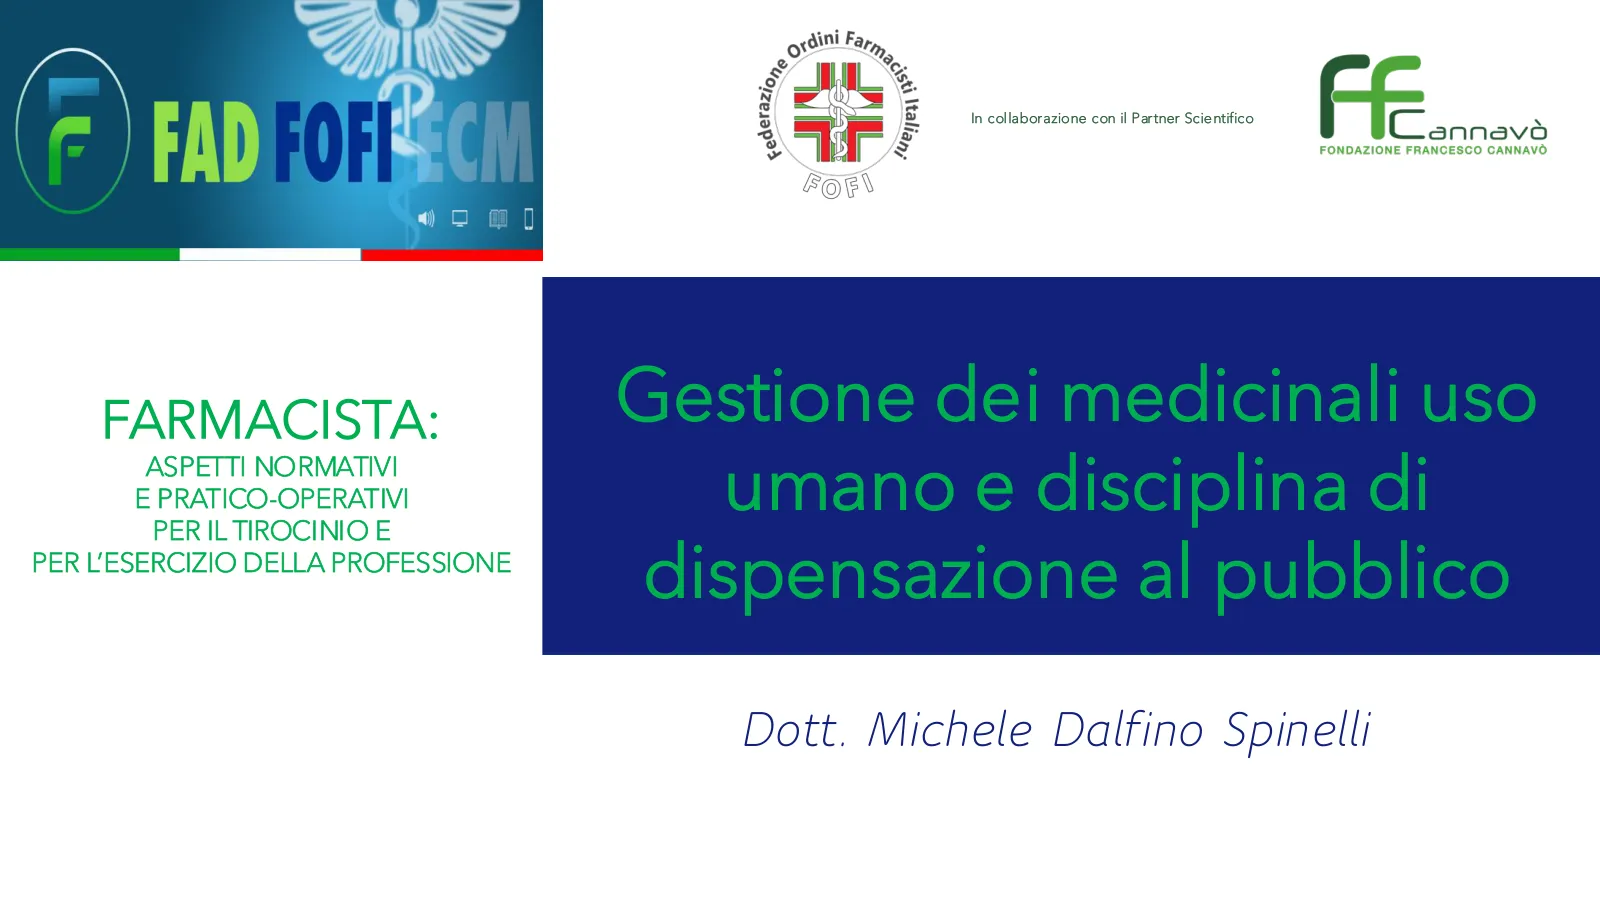 FAD FOFI ECM
Federazione Ordini Farmacisti Italiani
FOFI
In collaborazione con il Partner Scientifico
FFC Cannavò
FONDAZIONE FRANCESCO CANNAVÒ
FARMACISTA:
ASPETTI NORMATIVI
E PRATICO-OPERATIVI
PER IL TIROCINIO E
PER L’ESERCIZIO DELLA PROFESSIONE
Gestione dei medicinali uso
umano e disciplina di
dispensazione al pubblico
Dott. Michele Dalfino Spinelli